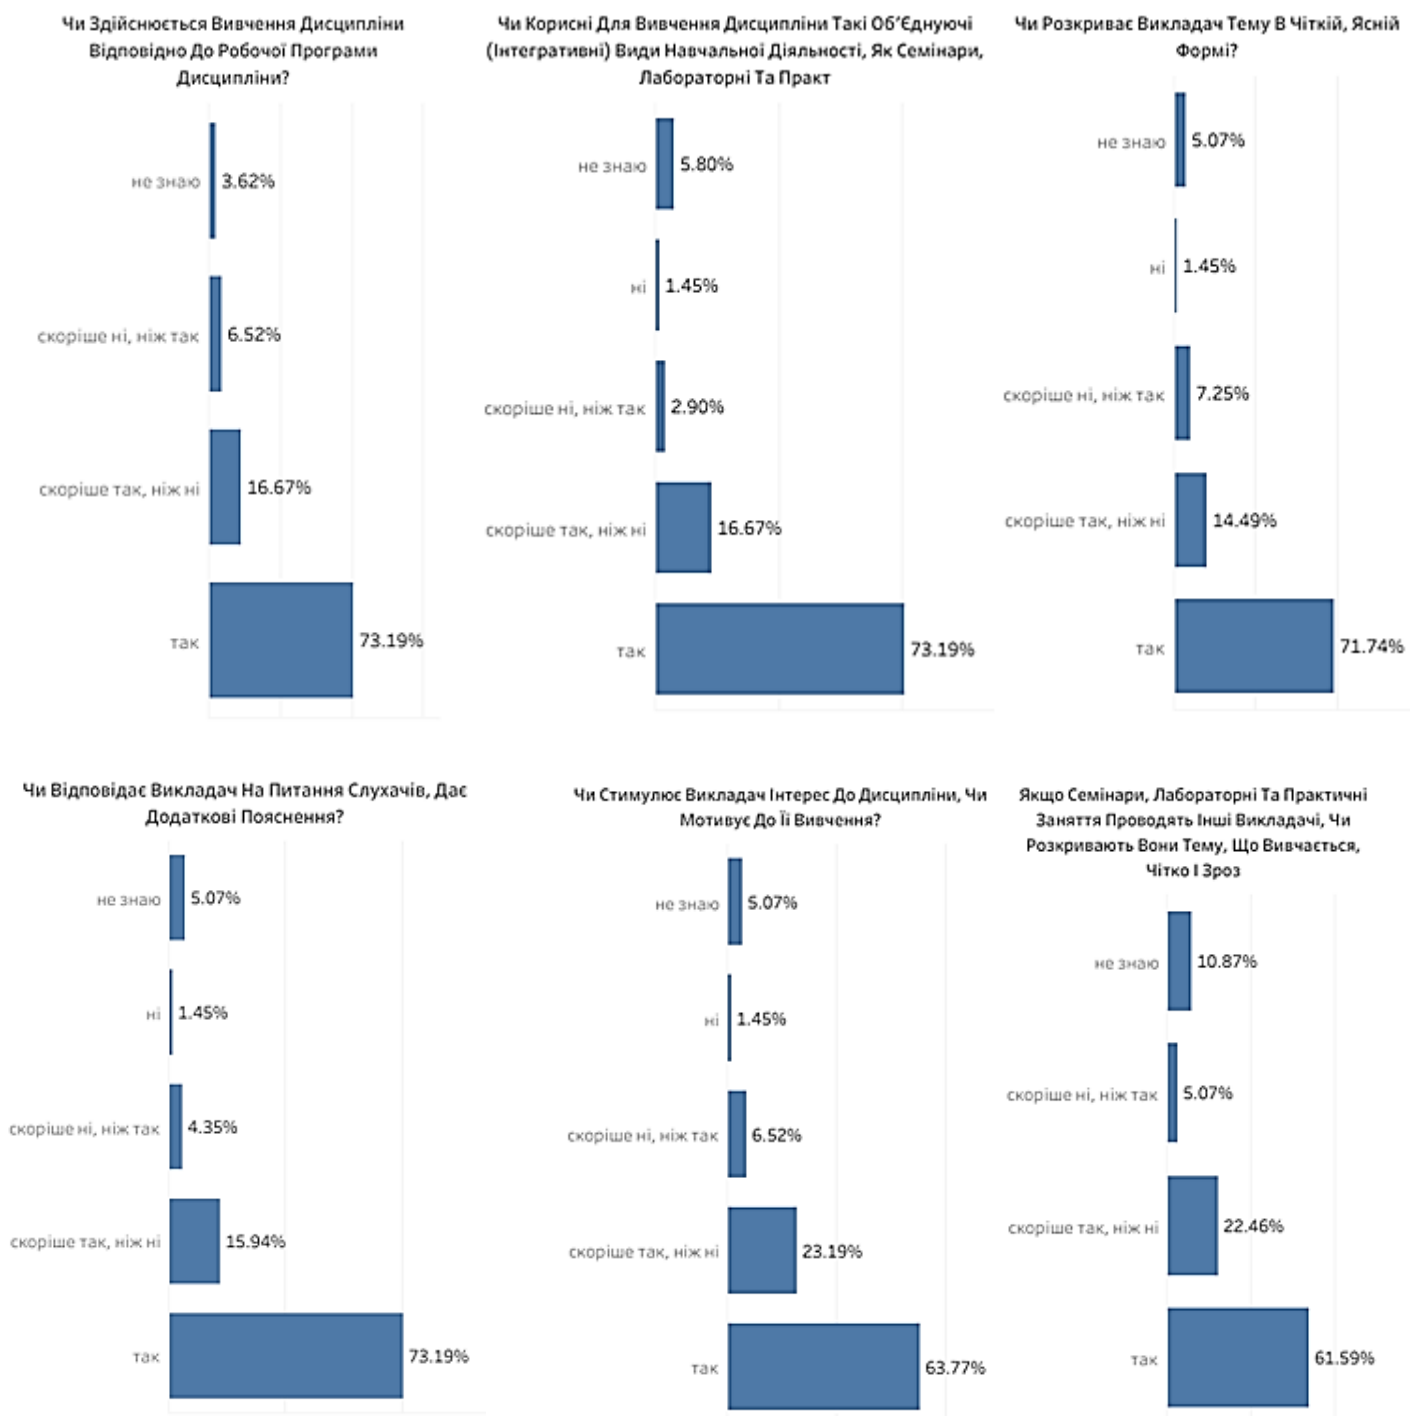 Чи Здійснюється Вивчення Дисципліни
Відповідно До Робочої Програми
Дисципліни?
не знаю 3.62%
скоріше ні, ніж так 6.52%
скоріше так, ніж ні 16.67%
так 73.19%
Чи Корисні Для Вивчення Дисципліни Такі Об'Єднуючі
(Інтегративні) Види Навчальної Діяльності, Як Семінари,
Лабораторні Та Практ
не знаю 5.80%
ні 1.45%
скоріше ні, ніж так 2.90%
скоріше так, ніж ні 16.67%
так 73.19%
Чи Розкриває Викладач Тему В Чіткій, Ясній
Формі?
не знаю 5.07%
ні 1.45%
скоріше ні, ніж так 7.25%
скоріше так, ніж ні 14.49%
так 71.74%
Чи Відповідає Викладач На Питання Слухачів, Дає
Додаткові Пояснення?
не знаю 5.07%
ні 1.45%
скоріше ні, ніж так 4.35%
скоріше так, ніж ні 15.94%
так 73.19%
Чи Стимулює Викладач Інтерес До Дисципліни, Чи
Мотивує До Її Вивчення?
не знаю 5.07%
ні 1.45%
скоріше ні, ніж так 6.52%
скоріше так, ніж ні 23.19%
так 63.77%
Якщо Семінари, Лабораторні Та Практичні
Заняття Проводять Інші Викладачі, Чи
Розкривають Вони Тему, Що Вивчається,
Чітко І Зроз
не знаю 10.87%
скоріше ні, ніж так 5.07%
скоріше так, ніж ні 22.46%
так 61.59%